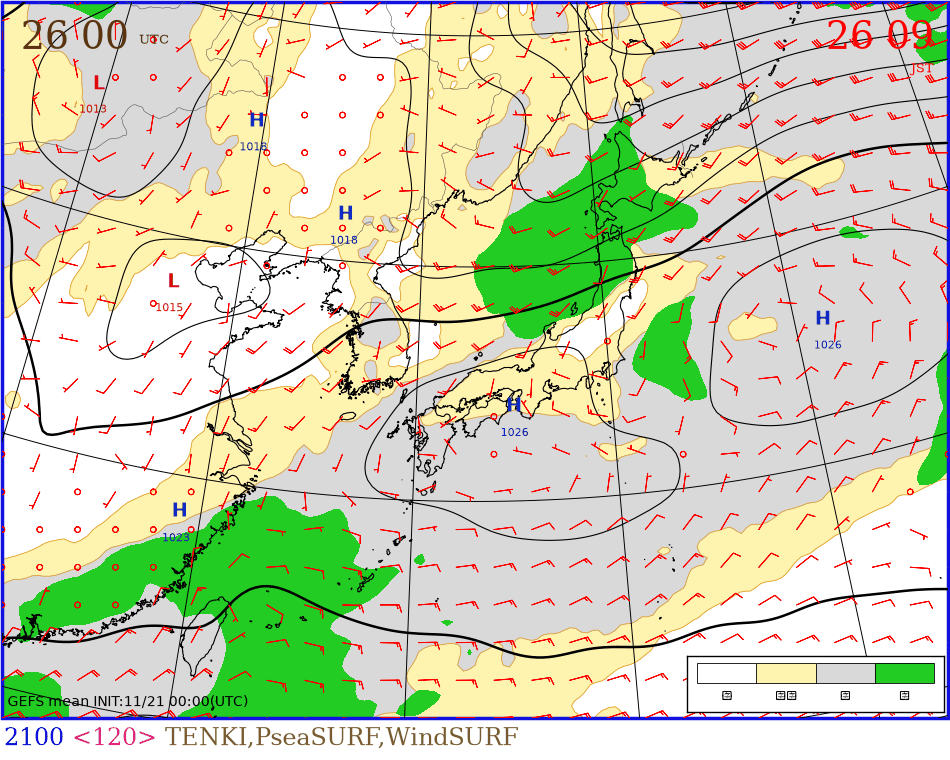 26 00 UTC
26 09
JST
L
1013
H
1018
H
1018
L
1015
H
1026
H
1026
H
1023
GEFS mean INIT:11/21 00:00(UTC)
2100 <120> TENKI,PseaSURF,WindSURF